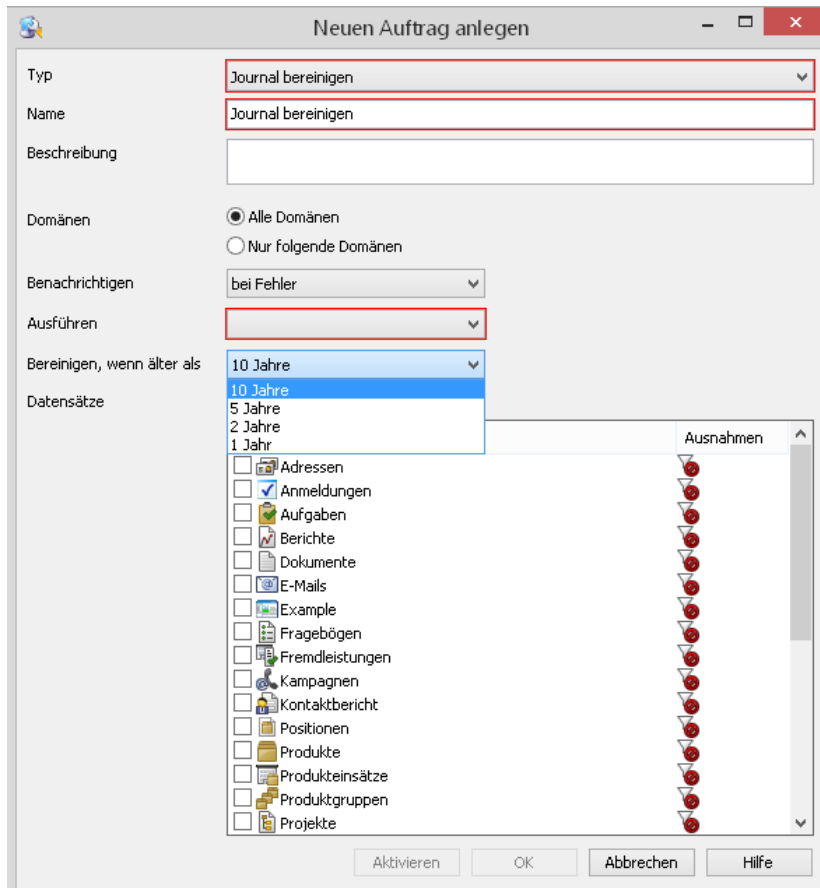 Neuen Auftrag anlegen
Typ
Journal bereinigen
Name
Journal bereinigen
Beschreibung
Domänen
Alle Domänen
Nur folgende Domänen
Benachrichtigen
bei Fehler
Ausführen
Bereinigen, wenn älter als
10 Jahre
10 Jahre
5 Jahre
2 Jahre
1 Jahr
Datensätze
Ausnahmen
Adressen
Anmeldungen
Aufgaben
Berichte
Dokumente
E-Mails
Example
Fragebögen
Fremdleistungen
Kampagnen
Kontaktbericht
Positionen
Produkte
Produkteinsätze
Produktgruppen
Projekte
Aktivieren
OK
Abbrechen
Hilfe